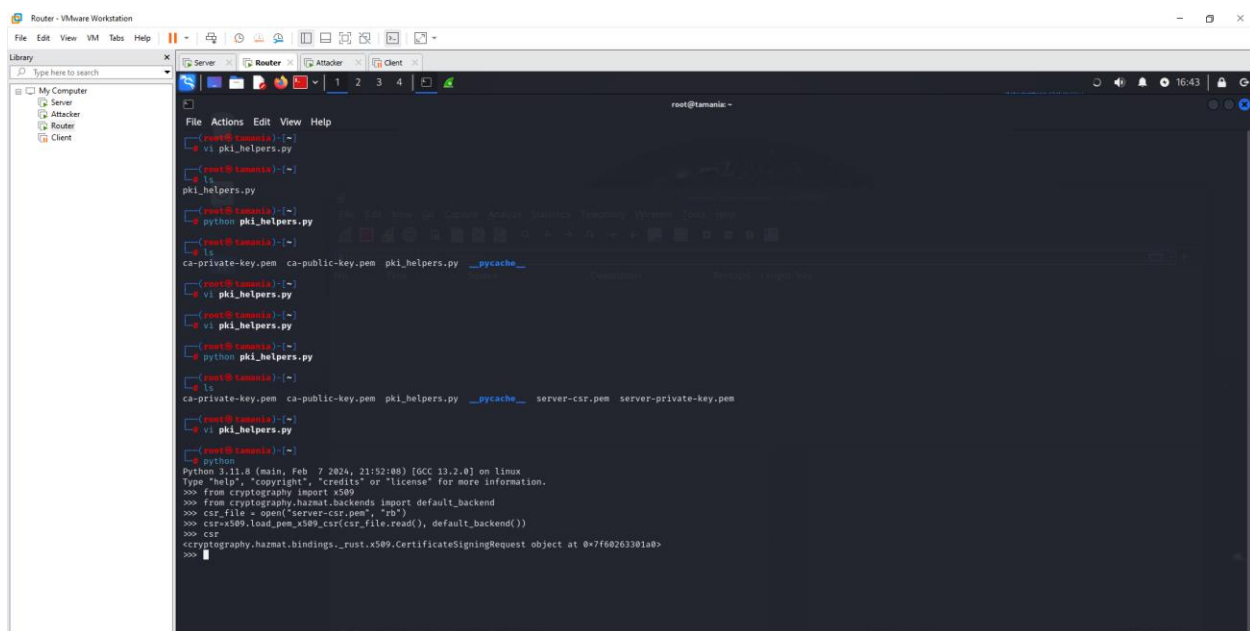 Router - VMware Workstation
File Edit View VM Tabs Help
Library
Type here to search
My Computer
Server
Attacker
Router
Client
Server Router Attacker Client
1 2 3 4
16:43
root@tamania: ~
File Actions Edit View Help
(root㉿tamania)-[~]
# vi pki_helpers.py
(root㉿tamania)-[~]
# ls
pki_helpers.py
(root㉿tamania)-[~]
# python pki_helpers.py
(root㉿tamania)-[~]
# ls
ca-private-key.pem ca-public-key.pem pki_helpers.py __pycache__
(root㉿tamania)-[~]
# vi pki_helpers.py
(root㉿tamania)-[~]
# vi pki_helpers.py
(root㉿tamania)-[~]
# python pki_helpers.py
(root㉿tamania)-[~]
# ls
ca-private-key.pem ca-public-key.pem pki_helpers.py __pycache__ server-csr.pem server-private-key.pem
(root㉿tamania)-[~]
# vi pki_helpers.py
(root㉿tamania)-[~]
# python
Python 3.11.8 (main, Feb 7 2024, 21:52:08) [GCC 13.2.0] on linux
Type "help", "copyright", "credits" or "license" for more information.
>>> from cryptography import x509
>>> from cryptography.hazmat.backends import default_backend
>>> csr_file = open("server-csr.pem", "rb")
>>> csr=x509.load_pem_x509_csr(csr_file.read(), default_backend())
>>> csr
<cryptography.hazmat.bindings._rust.x509.CertificateSigningRequest object at 0x7f60263301a0>
>>>